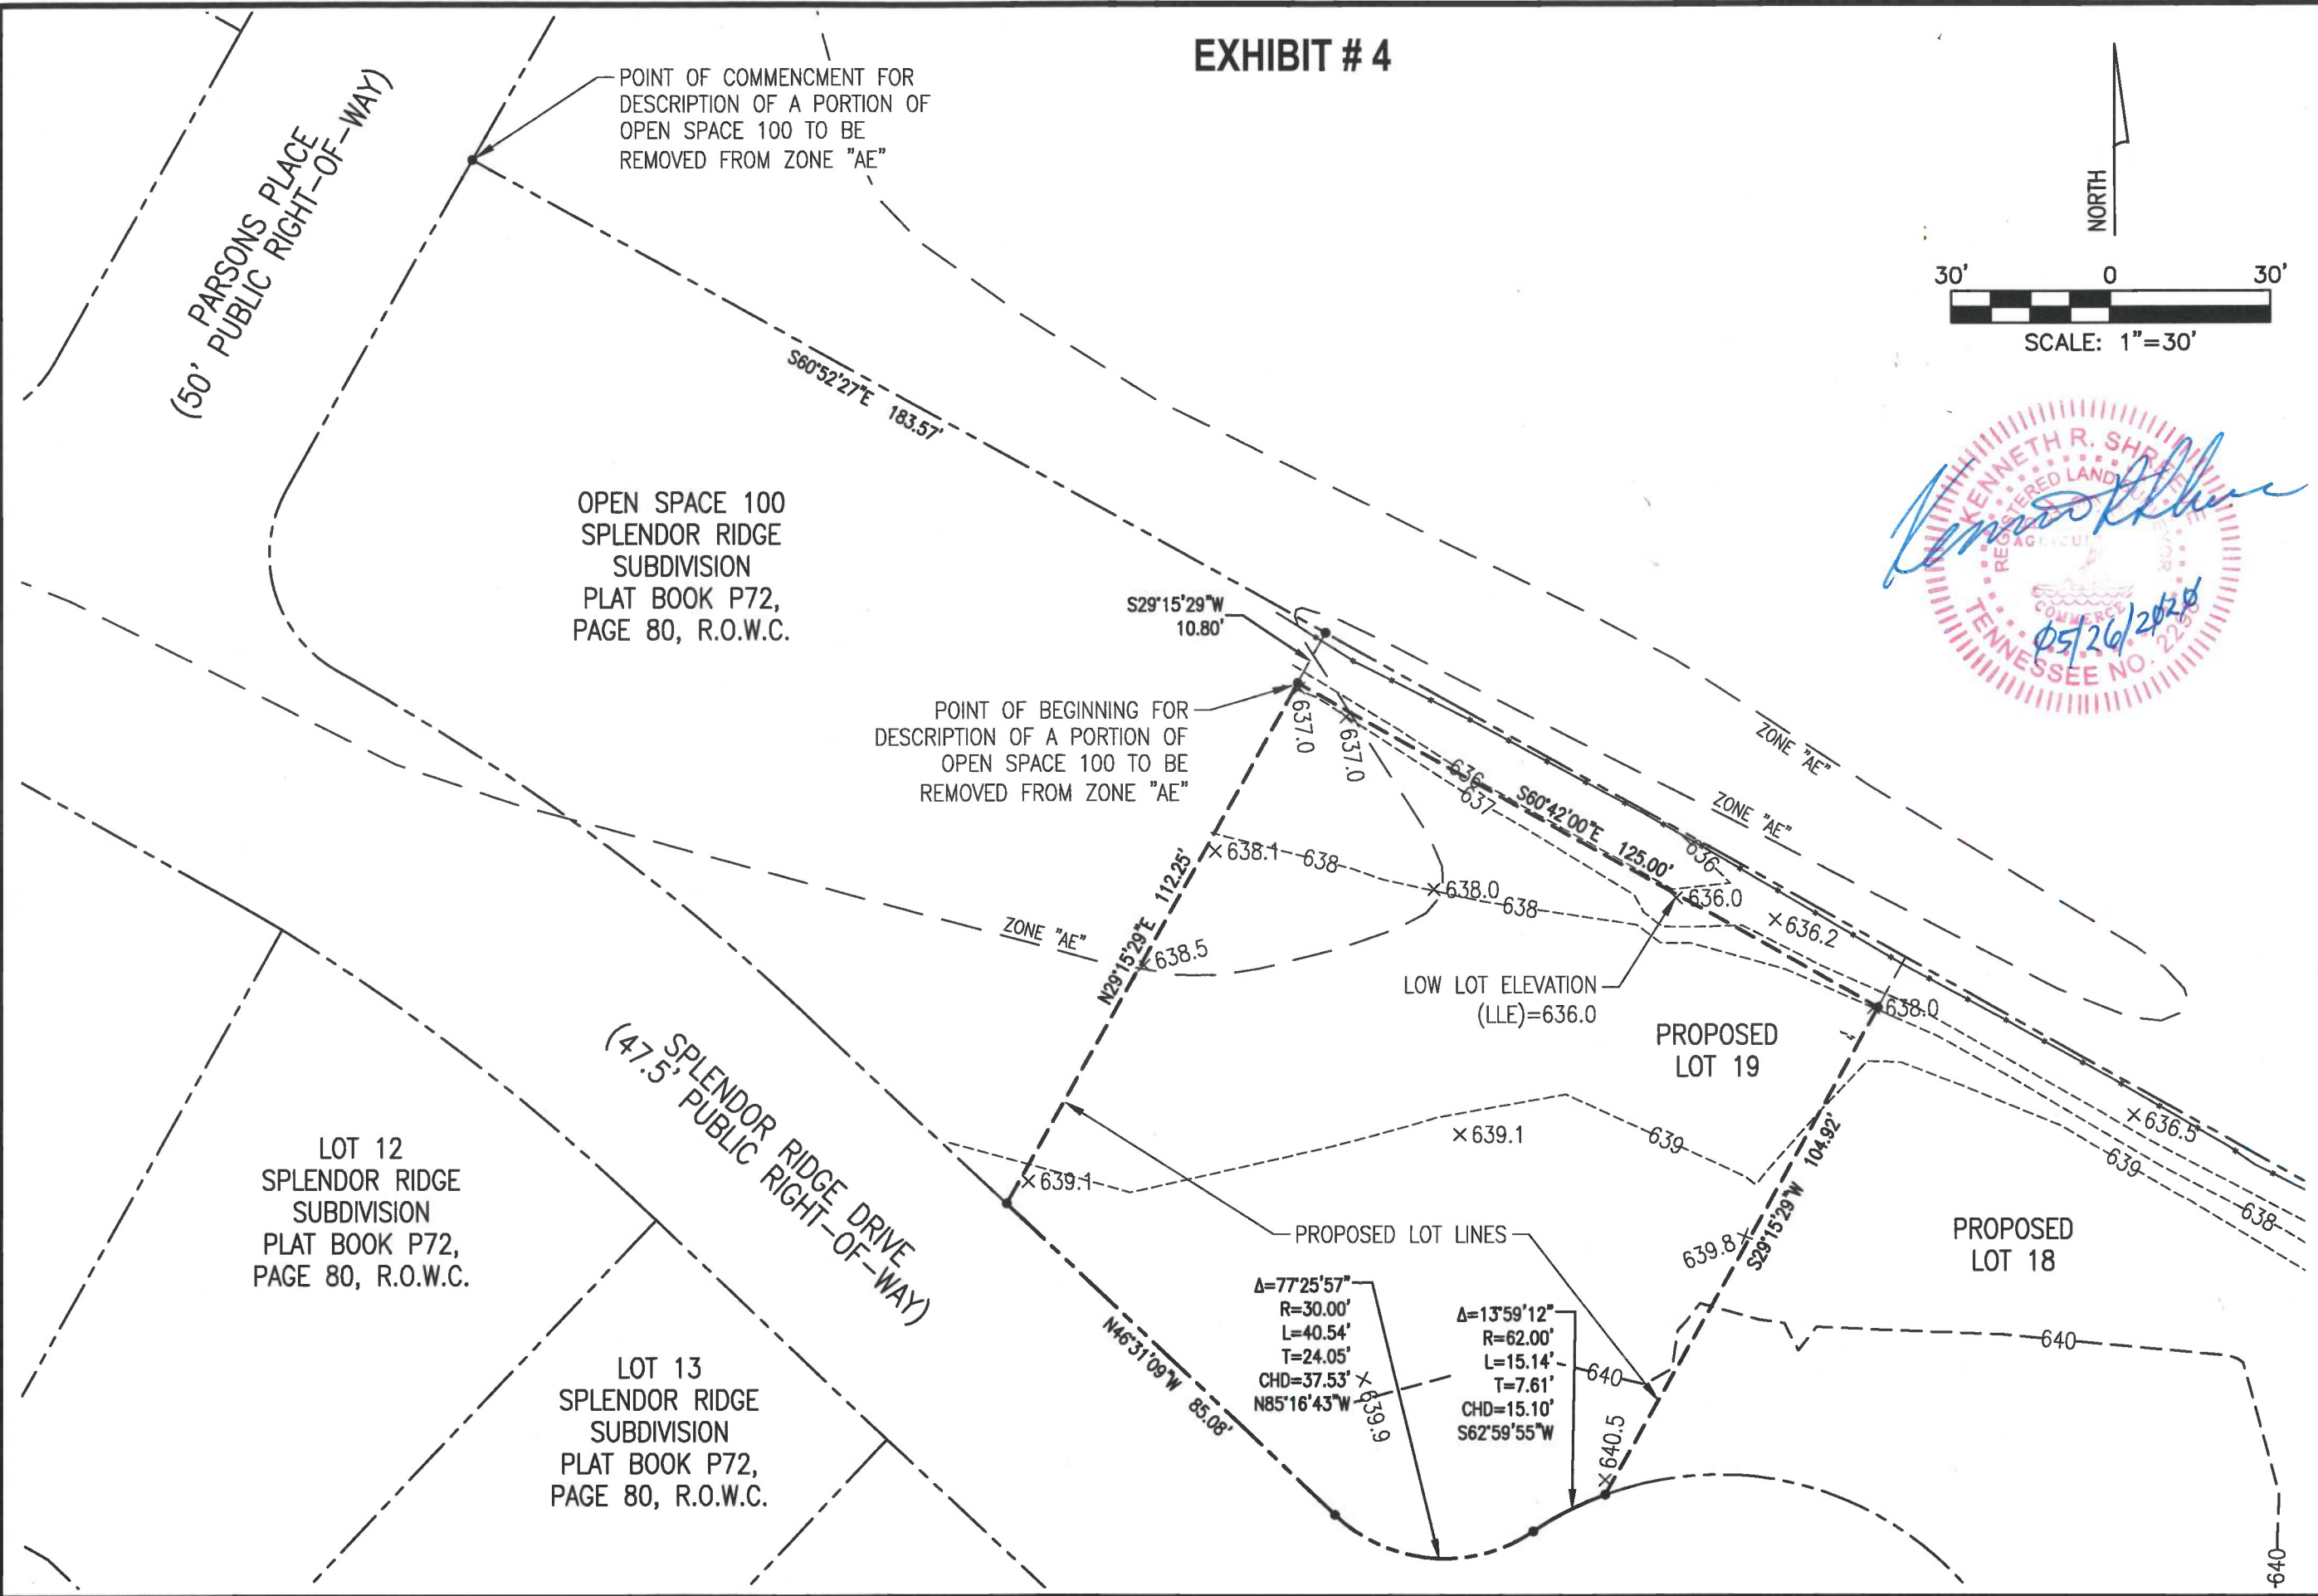 EXHIBIT # 4
POINT OF COMMENCMENT FOR
DESCRIPTION OF A PORTION OF
OPEN SPACE 100 TO BE
REMOVED FROM ZONE "AE"
PARSONS PLACE
(50' PUBLIC RIGHT-OF-WAY)
NORTH
30' 0 30'
SCALE: 1"=30'
KENNETH R.
REGISTERED LAND
COMMERCE
TENNESSEE NO.
05/26/2020
S60°52'27"E 183.57'
OPEN SPACE 100
SPLENDOR RIDGE
SUBDIVISION
PLAT BOOK P72,
PAGE 80, R.O.W.C.
S29°15'29"W
10.80'
POINT OF BEGINNING FOR
DESCRIPTION OF A PORTION OF
OPEN SPACE 100 TO BE
REMOVED FROM ZONE "AE"
637.0
637.0
636
637
S60°42'00"E 125.00'
636
ZONE "AE"
ZONE "AE"
638.1
638
638.0
638
636.0
636.2
N29°15'29"E 112.25'
ZONE "AE"
638.5
LOW LOT ELEVATION
(LLE)=636.0
638.0
PROPOSED
LOT 19
SPLENDOR RIDGE DRIVE
(47.5' PUBLIC RIGHT-OF-WAY)
639.1
639.1
639
S29°15'29"W 104.92'
636.5
639
638
LOT 12
SPLENDOR RIDGE
SUBDIVISION
PLAT BOOK P72,
PAGE 80, R.O.W.C.
PROPOSED LOT LINES
639.8
PROPOSED
LOT 18
Δ=77°25'57"
R=30.00'
L=40.54'
T=24.05'
CHD=37.53'
N85°16'43"W
639.9
Δ=13°59'12"
R=62.00'
L=15.14'
T=7.61'
CHD=15.10'
S62°59'55"W
640
640
640.5
N46°31'09"W 85.08'
LOT 13
SPLENDOR RIDGE
SUBDIVISION
PLAT BOOK P72,
PAGE 80, R.O.W.C.
640